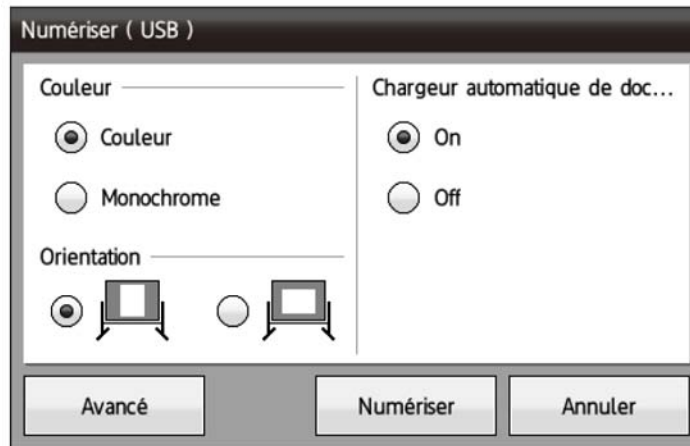 Numériser ( USB )
Couleur
Couleur
Monochrome
Orientation
Chargeur automatique de doc...
On
Off
Avancé
Numériser
Annuler